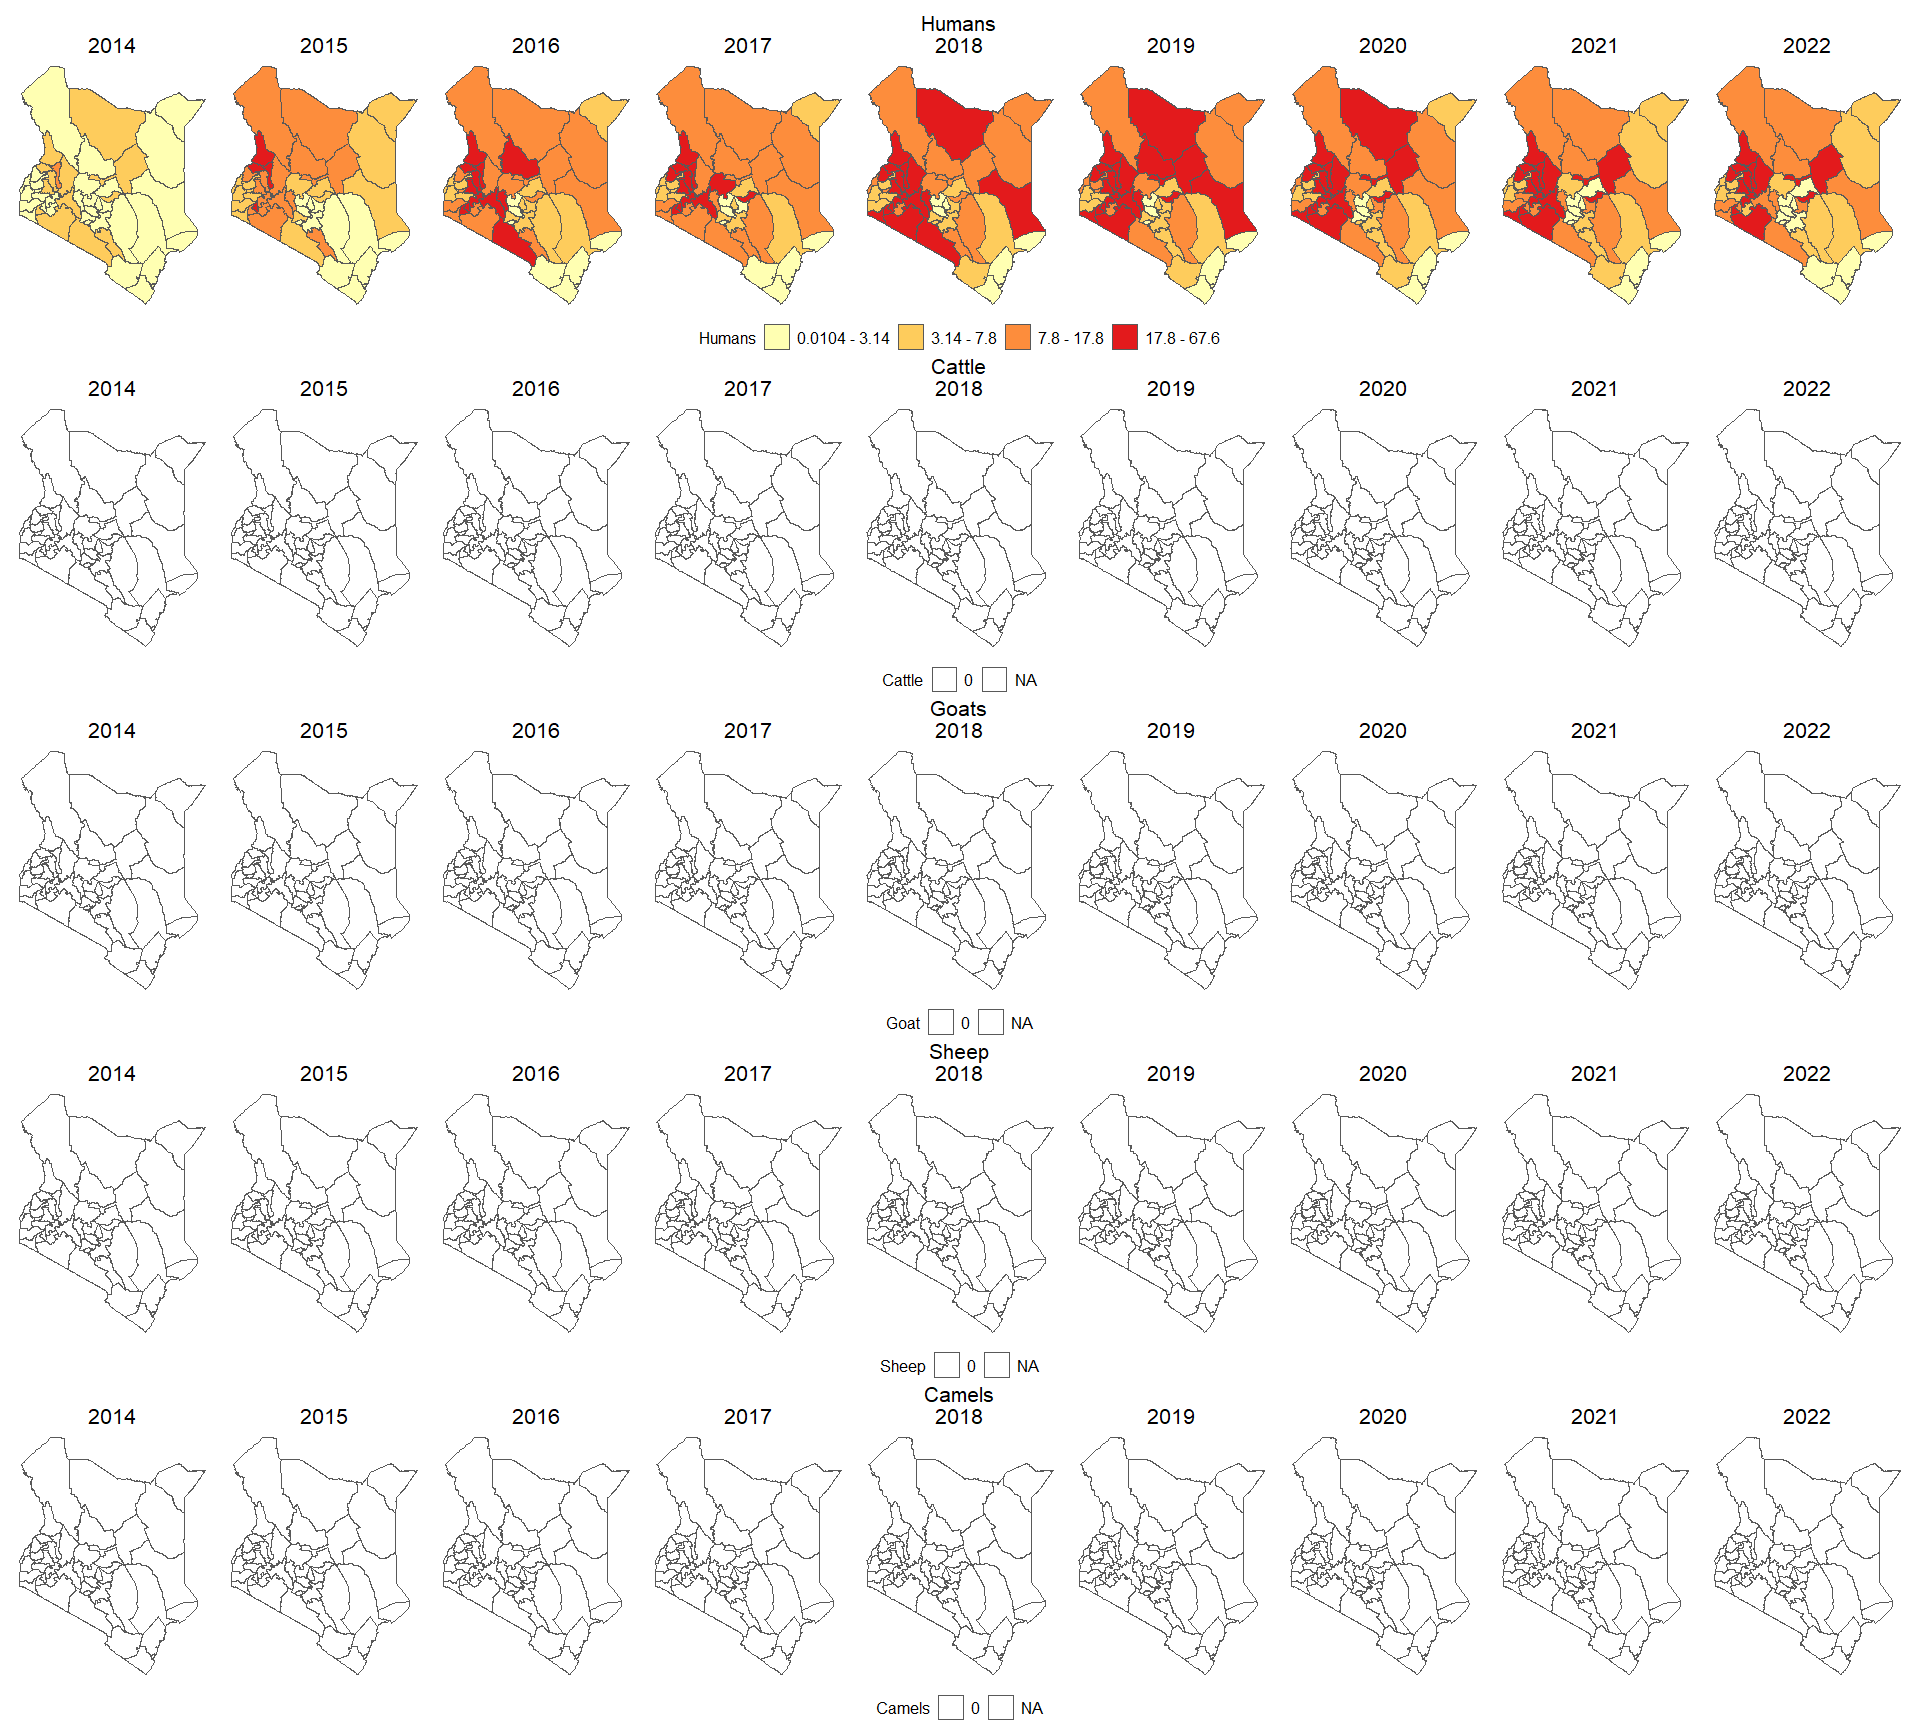 Humans
2014 2015 2016 2017 2018 2019 2020 2021 2022
Humans 0.0104 - 3.14 3.14 - 7.8 7.8 - 17.8 17.8 - 67.6
Cattle
2014 2015 2016 2017 2018 2019 2020 2021 2022
Cattle 0 NA
Goats
2014 2015 2016 2017 2018 2019 2020 2021 2022
Goat 0 NA
Sheep
2014 2015 2016 2017 2018 2019 2020 2021 2022
Sheep 0 NA
Camels
2014 2015 2016 2017 2018 2019 2020 2021 2022
Camels 0 NA